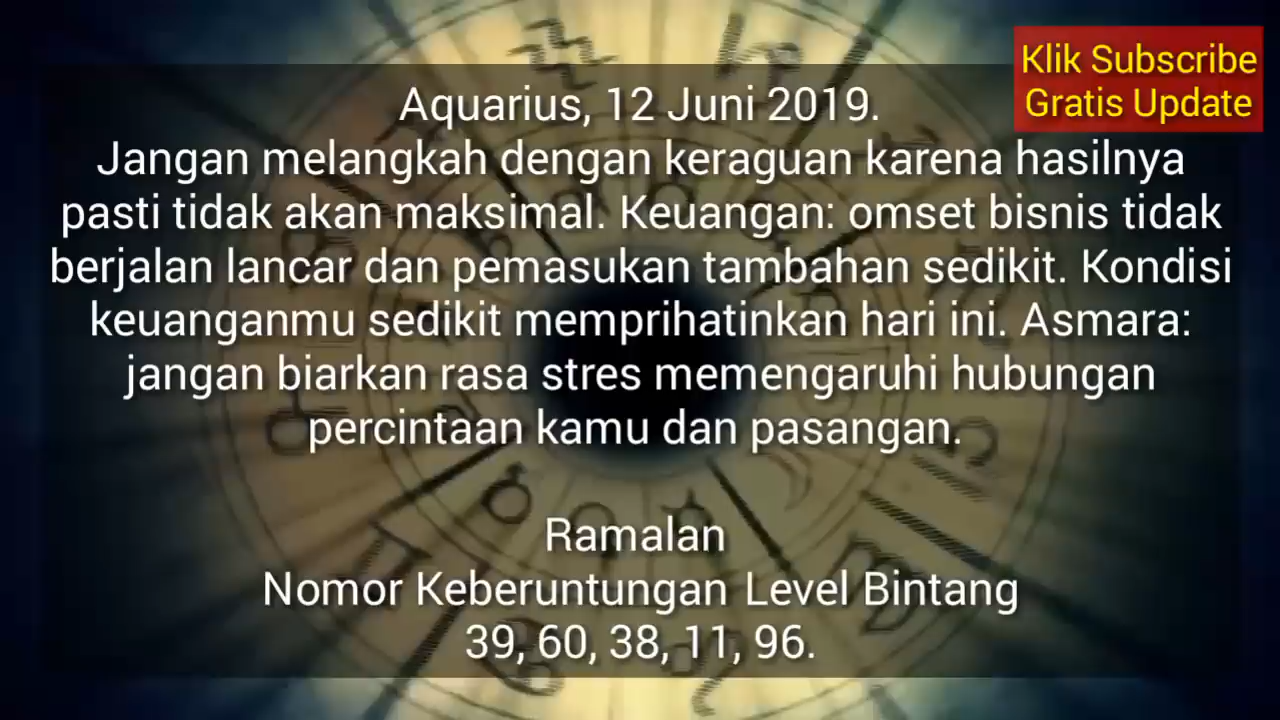 Klik Subscribe
Gratis Update
Aquarius, 12 Juni 2019.
Jangan melangkah dengan keraguan karena hasilnya
pasti tidak akan maksimal. Keuangan: omset bisnis tidak
berjalan lancar dan pemasukan tambahan sedikit. Kondisi
keuanganmu sedikit memprihatinkan hari ini. Asmara:
jangan biarkan rasa stres memengaruhi hubungan
percintaan kamu dan pasangan.
Ramalan
Nomor Keberuntungan Level Bintang
39, 60, 38, 11, 96.